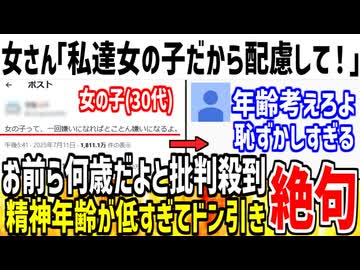 女さん「私達女の子だから配慮して！」
ポスト
女の子(30代)
女の子って、一回嫌いになればとことん嫌いになるよ。
午後5:41・2025年7月11日・1,811.1万 件の表示
年齢考えろよ
恥ずかしすぎる
お前ら何歳だよと批判殺到
精神年齢が低すぎてドン引き
絶句